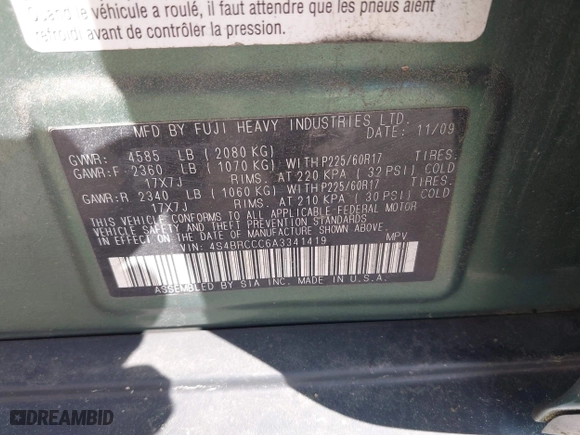 Quand le véhicule a roulé, il faut attendre que les pneus aient
refroidi avant de contrôler la pression.
MFD BY FUJI HEAVY INDUSTRIES LTD.
DATE: 11/09
GVWR: 4585 LB ( 2080 KG)
GAWR:F 2360 LB ( 1070 KG) WITH P225/60R17 TIRES.
17X7J RIMS. AT 220 KPA ( 32 PSI) COLD
GAWR:R 2340 LB ( 1060 KG) WITH P225/60R17 TIRES.
17X7J RIMS. AT 210 KPA ( 30 PSI) COLD
THIS VEHICLE CONFORMS TO ALL APPLICABLE FEDERAL MOTOR
VEHICLE SAFETY AND THEFT PREVENTION STANDARDS
IN EFFECT ON THE DATE OF MANUFACTURE SHOWN ABOVE.
VIN: 4S4BRCCC6A3341419 MPV
ASSEMBLED BY SIA INC. MADE IN U.S.A.
DREAMBID